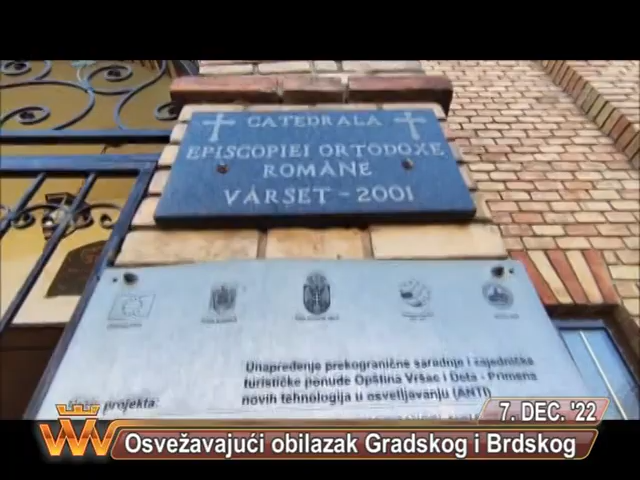 CATEDRALA
EPISCOPIEI ORTODOXE
ROMÂNE
VÂRSET - 2001
Unapređenje prekogranične saradnje i zajedničke
turističke ponude Opština Vršac i Deta - Primena
novih tehnologija u osvetljavanju (ANTI)
projekta:
7. DEC. '22
Osvežavajući obilazak Gradskog i Brdskog